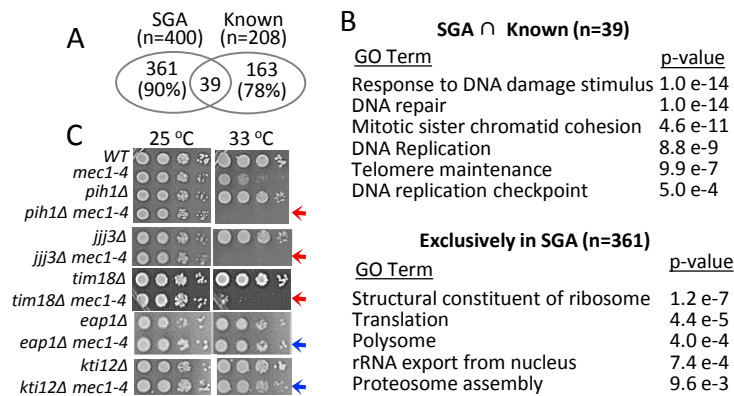 A
SGA Known
(n=400) (n=208)
361 39 163
(90%) (78%)
B
SGA ∩ Known (n=39)
GO Term p-value
Response to DNA damage stimulus 1.0 e-14
DNA repair 1.0 e-14
Mitotic sister chromatid cohesion 4.6 e-11
DNA Replication 8.8 e-9
Telomere maintenance 9.9 e-7
DNA replication checkpoint 5.0 e-4
Exclusively in SGA (n=361)
GO Term p-value
Structural constituent of ribosome 1.2 e-7
Translation 4.4 e-5
Polysome 4.0 e-4
rRNA export from nucleus 7.4 e-4
Proteosome assembly 9.6 e-3
C
25 °C 33 °C
WT
mec1-4
pih1Δ
pih1Δ mec1-4
jjj3Δ
jjj3Δ mec1-4
tim18Δ
tim18Δ mec1-4
eap1Δ
eap1Δ mec1-4
kti12Δ
kti12Δ mec1-4